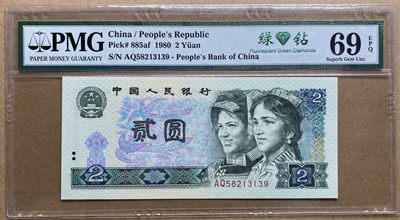 PMG
PAPER MONEY GUARANTY
China / People's Republic
Pick# 885af 1980 2 Yüan
S/N AQ58213139 - People's Bank of China
绿钻
Fluorescent Green Diamonds
69 EPQ
Superb Gem Unc
中国人民银行
2
贰圆
AQ58213139
2
2